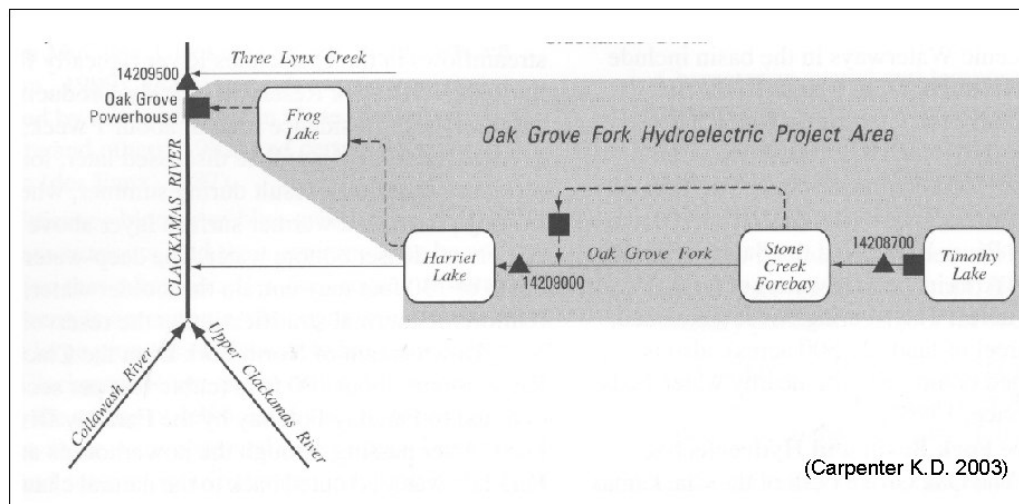 Three Lynx Creek
14209500
Oak Grove
Powerhouse
Frog
Lake
Oak Grove Fork Hydroelectric Project Area
CLACKAMAS RIVER
Harriet
Lake
14209000
Oak Grove Fork
Stone
Creek
Forebay
14208700
Timothy
Lake
Collawash River
Upper Clackamas River
(Carpenter K.D. 2003)